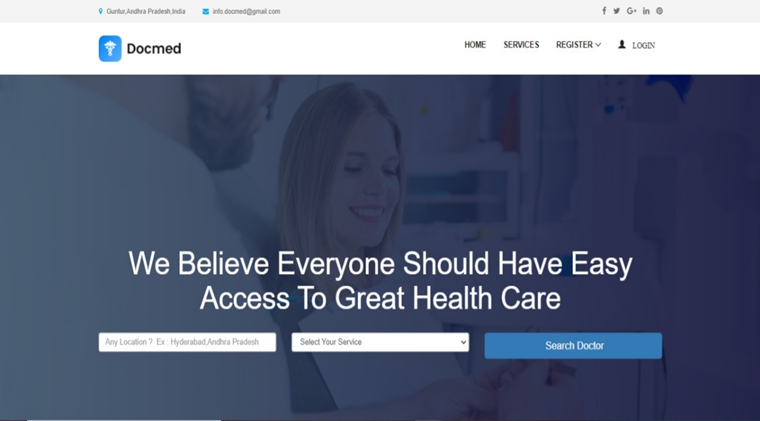 Guntur,Andhra Pradesh,India info.docmed@gmail.com
Docmed HOME SERVICES REGISTER LOGIN
We Believe Everyone Should Have Easy
Access To Great Health Care
Any Location ? Ex : Hyderabad,Andhra Pradesh Select Your Service Search Doctor